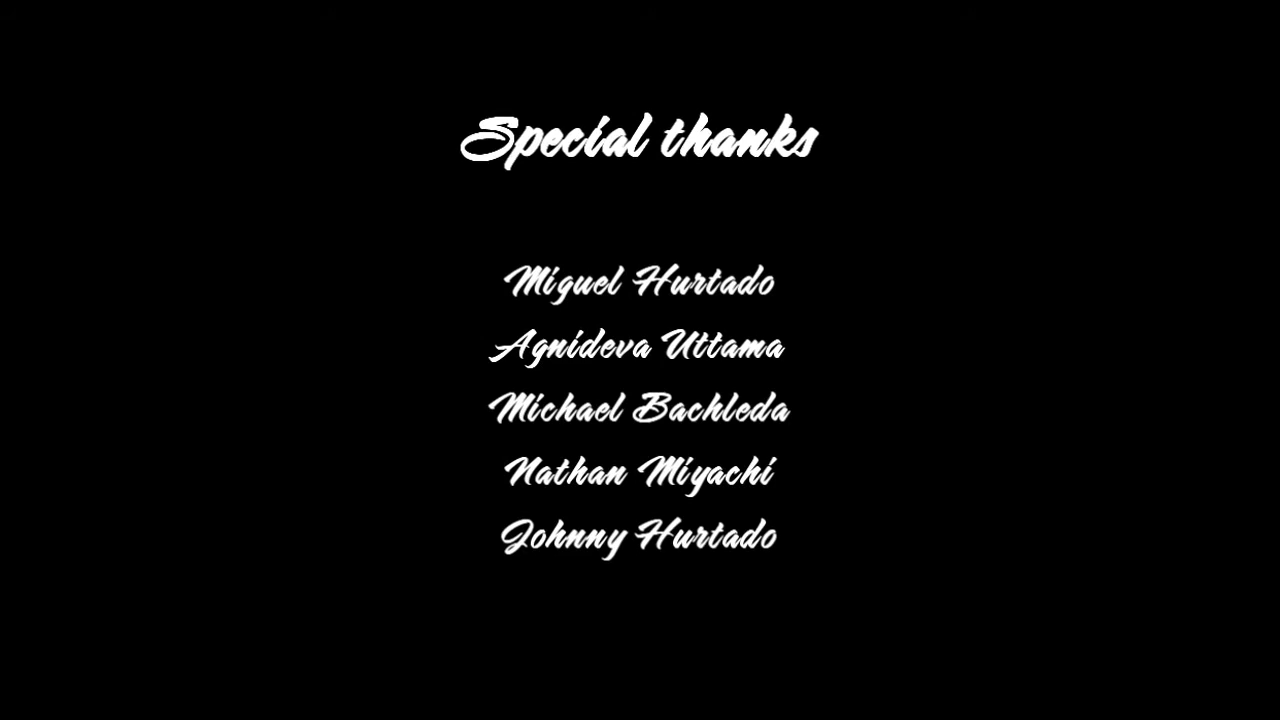 Special thanks
Miguel Hurtado
Agnideva Uttama
Michael Bachleda
Nathan Miyachi
Johnny Hurtado